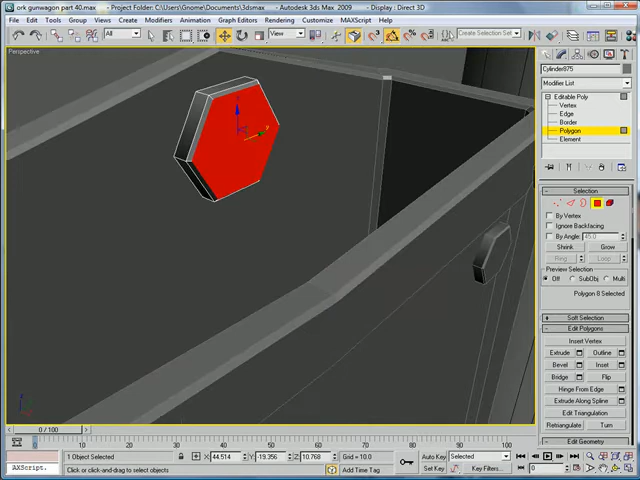 ork gunwagon part 40.max - Project Folder: C:\Users\Gnome\Documents\3dsmax - Autodesk 3ds Max 2009 - Display : Direct 3D
File Edit Tools Group Views Create Modifiers Animation Graph Editors Rendering Customize MAXScript Help
All View Create Selection Set
Perspective
Cylinder875
Modifier List
Editable Poly
Vertex
Edge
Border
Polygon
Element
Selection
By Vertex
Ignore Backfacing
By Angle: 45.0
Shrink Grow
Ring Loop
Preview Selection
Off SubObj Multi
Polygon 8 Selected
Soft Selection
Edit Polygons
Insert Vertex
Extrude Outline
Bevel Inset
Bridge Flip
Hinge From Edge
Extrude Along Spline
Edit Triangulation
Retriangulate Turn
Edit Geometry
0 / 100
0 10 20 30 40 50 60 70 80 90 100
1 Object Selected X: 44.514 Y: -19.356 Z: 10.768 Grid = 10.0 Auto Key Selected
AXScript. Click or click-and-drag to select objects Add Time Tag Set Key Key Filters... 0